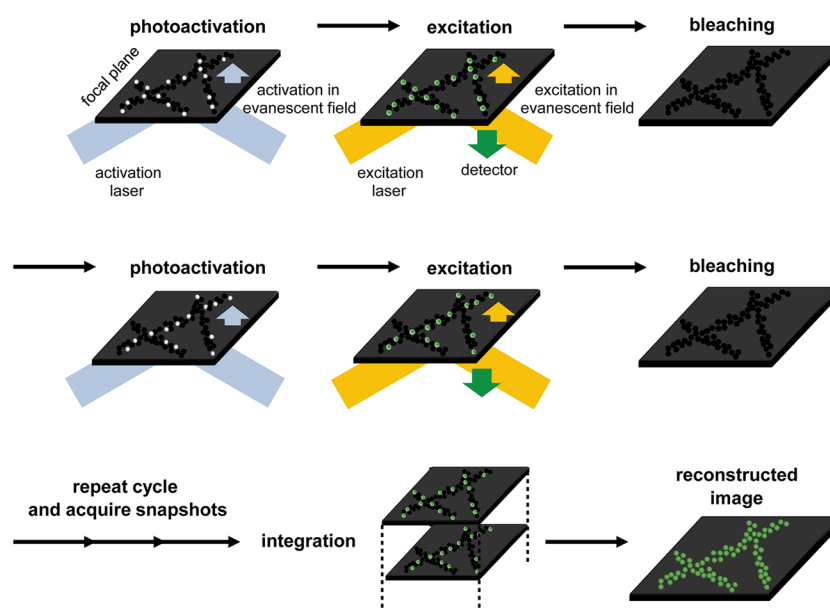 photoactivation
excitation
bleaching
focal plane
activation in
evanescent field
excitation in
evanescent field
activation
laser
excitation
laser
detector
photoactivation
excitation
bleaching
repeat cycle
and acquire snapshots
integration
reconstructed
image